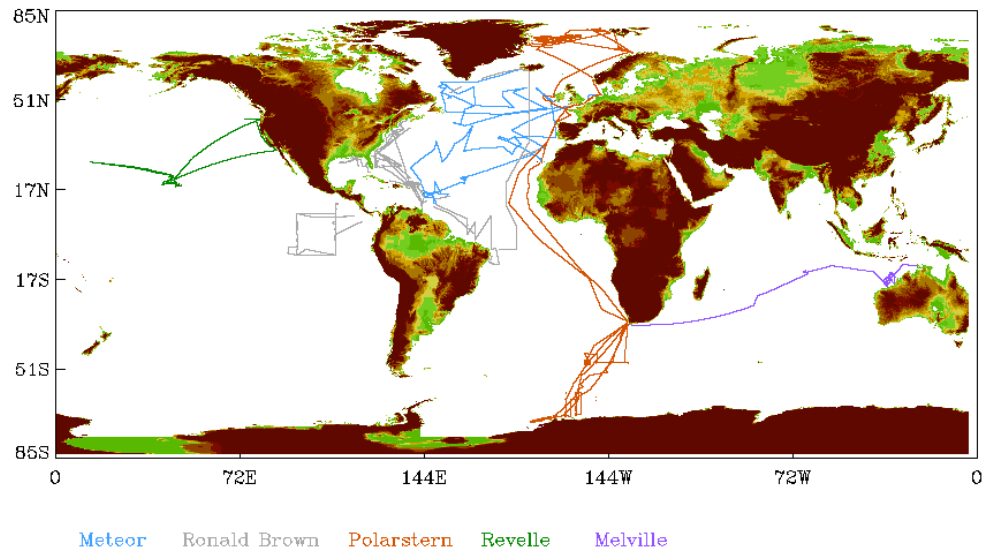 85N
51N
17N
17S
51S
85S
0 72E 144E 144W 72W 0
Meteor Ronald Brown Polarstern Revelle Melville